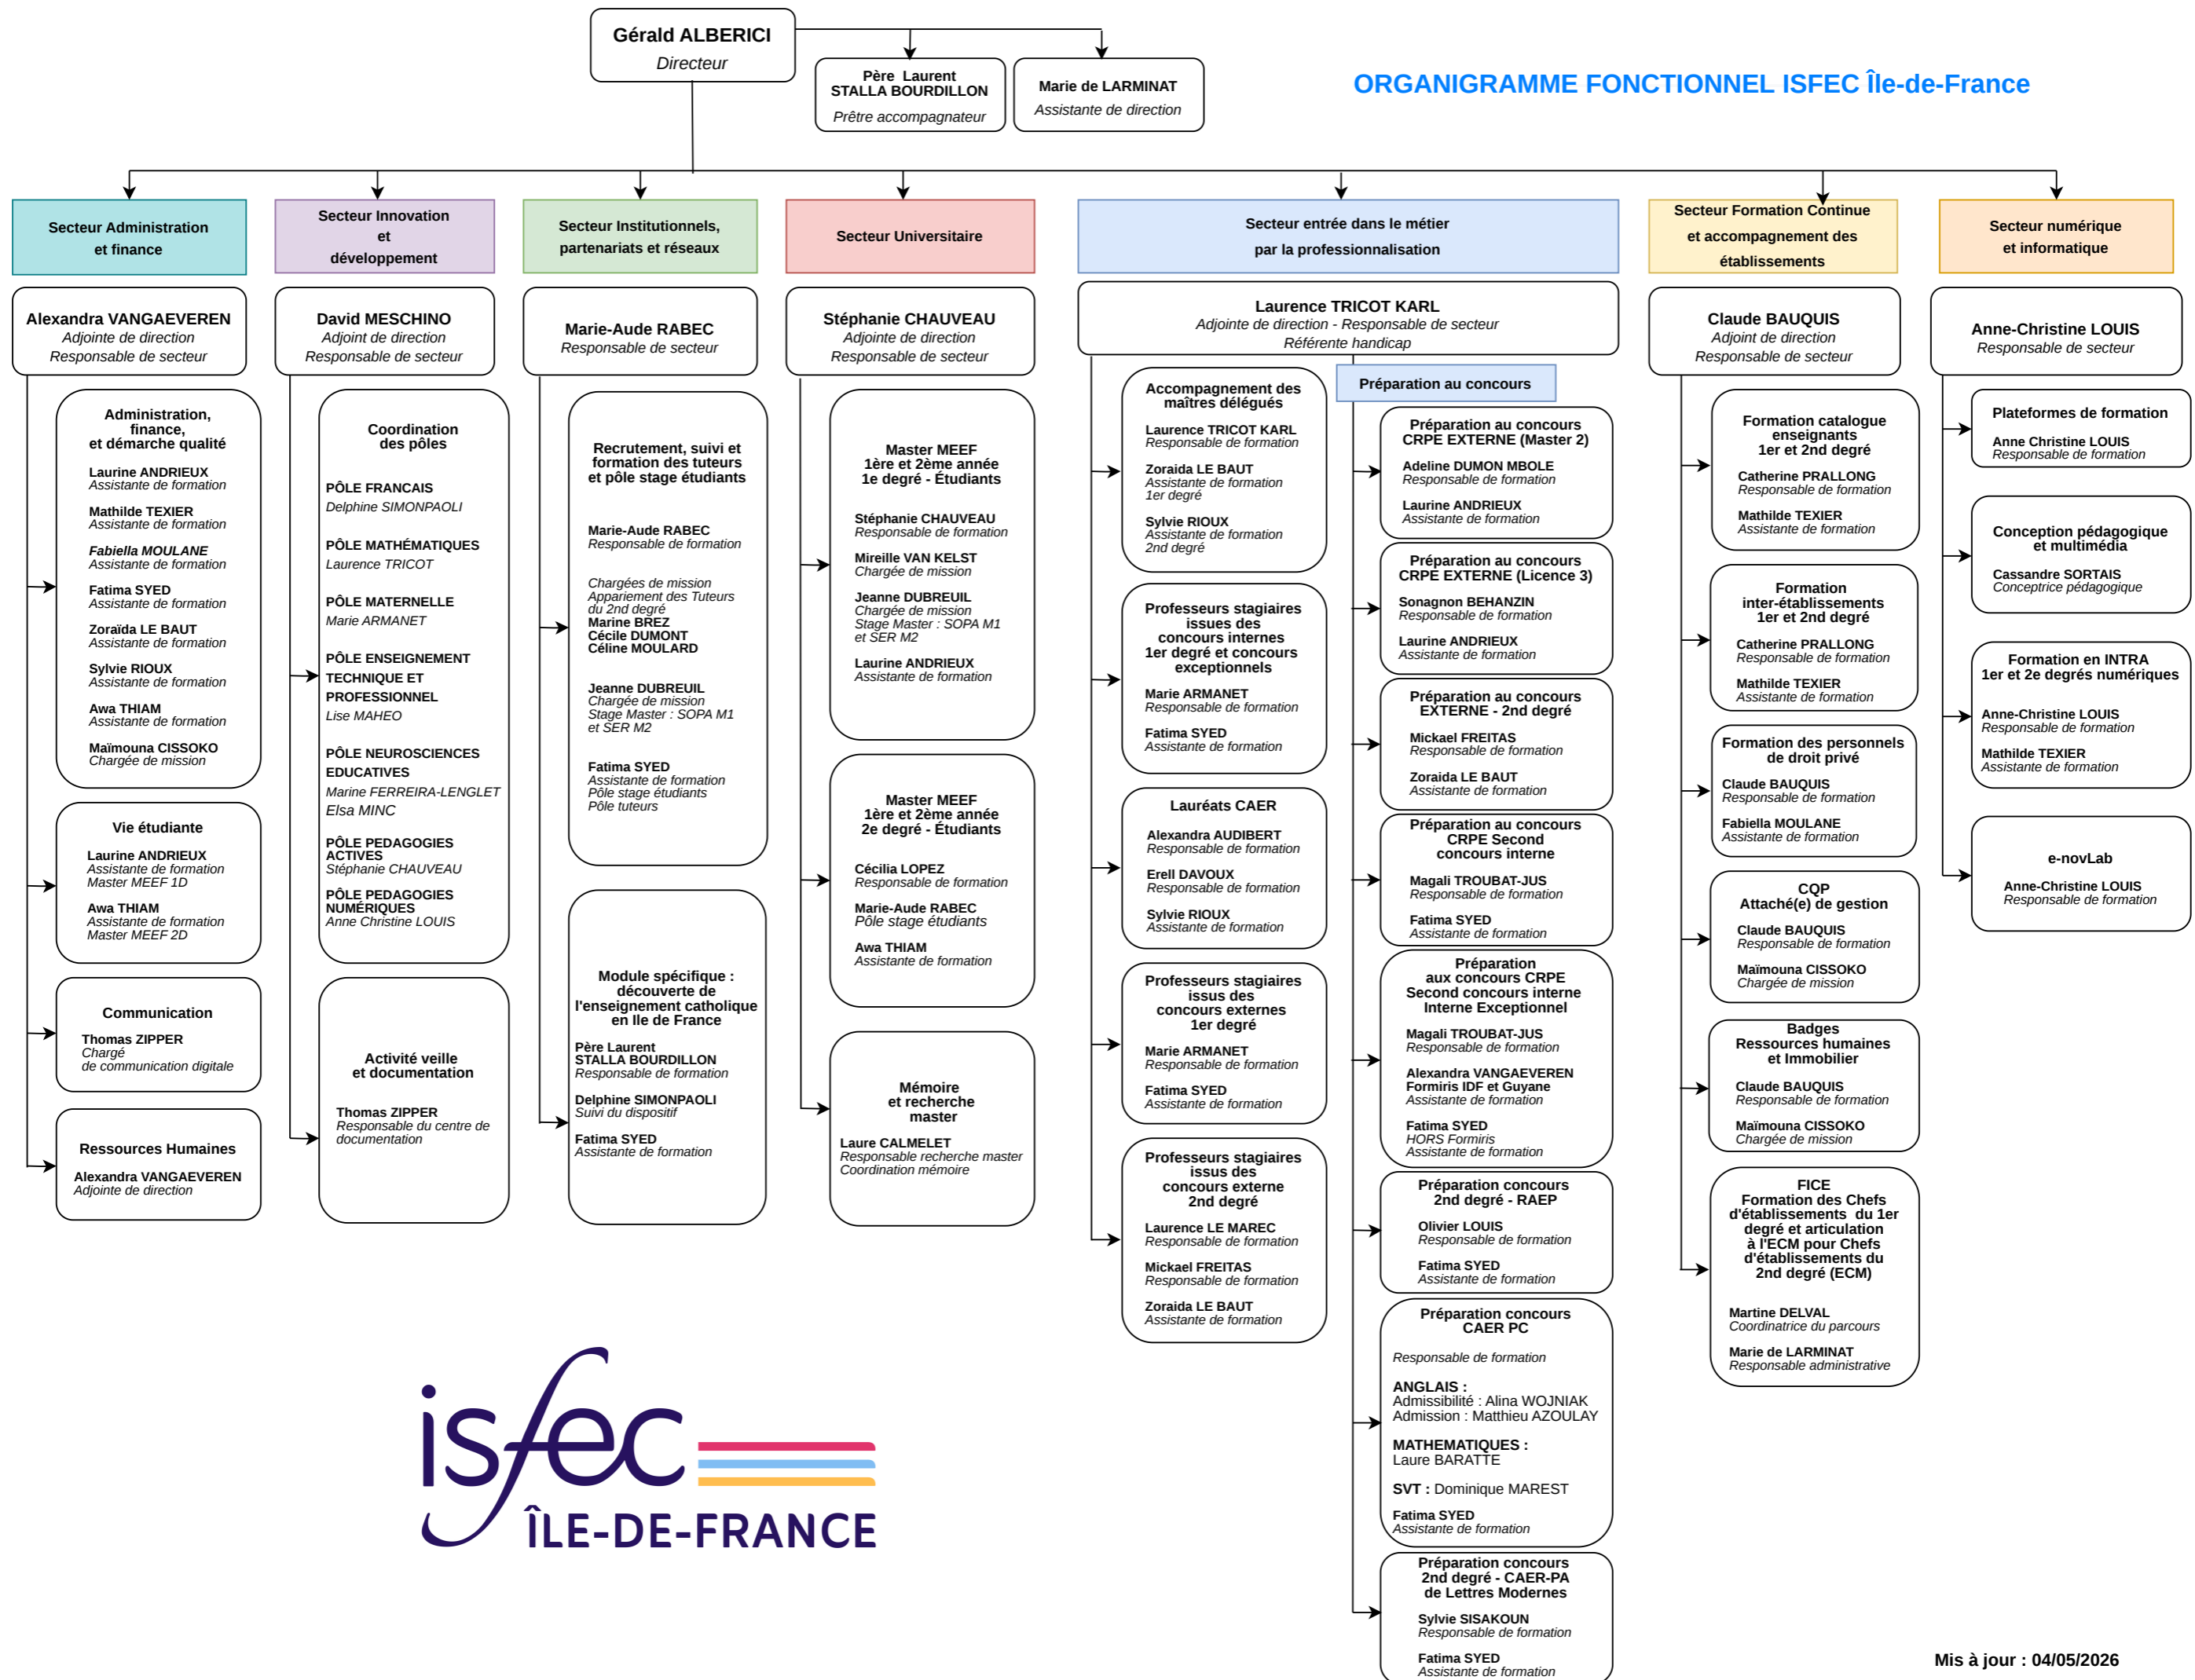 Gérald ALBERICI
Directeur
Père  Laurent
STALLA BOURDILLON
Prêtre accompagnateur
Marie de LARMINAT
Assistante de direction
ORGANIGRAMME FONCTIONNEL ISFEC Île-de-France
Secteur Administration
et finance
Alexandra VANGAEVEREN
Adjointe de direction
Responsable de secteur
Administration,
finance,
et démarche qualité
Laurine ANDRIEUX
Assistante de formation
Mathilde TEXIER
Assistante de formation
Fabiella MOULANE
Assistante de formation
Fatima SYED
Assistante de formation
Zoraïda LE BAUT
Assistante de formation
Sylvie RIOUX
Assistante de formation
Awa THIAM
Assistante de formation
Maïmouna CISSOKO
Chargée de mission
Vie étudiante
Laurine ANDRIEUX
Assistante de formation
Master MEEF 1D
Awa THIAM
Assistante de formation
Master MEEF 2D
Communication
Thomas ZIPPER
Chargé
de communication digitale
Ressources Humaines
Alexandra VANGAEVEREN
Adjointe de direction
Secteur Innovation
et
développement
David MESCHINO
Adjoint de direction
Responsable de secteur
Coordination
des pôles
PÔLE FRANCAIS
Delphine SIMONPAOLI
PÔLE MATHÉMATIQUES
Laurence TRICOT
PÔLE MATERNELLE
Marie ARMANET
PÔLE ENSEIGNEMENT
TECHNIQUE ET
PROFESSIONNEL
Lise MAHEO
PÔLE NEUROSCIENCES
EDUCATIVES
Marine FERREIRA-LENGLET
Elsa MINC
PÔLE PEDAGOGIES
ACTIVES
Stéphanie CHAUVEAU
PÔLE PEDAGOGIES
NUMÉRIQUES
Anne Christine LOUIS
Activité veille
et documentation
Thomas ZIPPER
Responsable du centre de
documentation
Secteur Institutionnels,
partenariats et réseaux
Marie-Aude RABEC
Responsable de secteur
Recrutement, suivi et
formation des tuteurs
et pôle stage étudiants
Marie-Aude RABEC
Responsable de formation
Chargées de mission
Appariement des Tuteurs
du 2nd degré
Marine BREZ
Cécile DUMONT
Céline MOULARD
Jeanne DUBREUIL
Chargée de mission
Stage Master : SOPA M1
et SER M2
Fatima SYED
Assistante de formation
Pôle stage étudiants
Pôle tuteurs
Module spécifique :
découverte de
l'enseignement catholique
en Ile de France
Père Laurent
STALLA BOURDILLON
Responsable de formation
Delphine SIMONPAOLI
Suivi du dispositif
Fatima SYED
Assistante de formation
Secteur Universitaire
Stéphanie CHAUVEAU
Adjointe de direction
Responsable de secteur
Master MEEF
1ère et 2ème année
1e degré - Étudiants
Stéphanie CHAUVEAU
Responsable de formation
Mireille VAN KELST
Chargée de mission
Jeanne DUBREUIL
Chargée de mission
Stage Master : SOPA M1
et SER M2
Laurine ANDRIEUX
Assistante de formation
Master MEEF
1ère et 2ème année
2e degré - Étudiants
Cécilia LOPEZ
Responsable de formation
Marie-Aude RABEC
Pôle stage étudiants
Awa THIAM
Assistante de formation
Mémoire
et recherche
master
Laure CALMELET
Responsable recherche master
Coordination mémoire
Secteur entrée dans le métier
par la professionnalisation
Laurence TRICOT KARL
Adjointe de direction - Responsable de secteur
Référente handicap
Accompagnement des
maîtres délégués
Laurence TRICOT KARL
Responsable de formation
Zoraida LE BAUT
Assistante de formation
1er degré
Sylvie RIOUX
Assistante de formation
2nd degré
Professeurs stagiaires
issues des
concours internes
1er degré et concours
exceptionnels
Marie ARMANET
Responsable de formation
Fatima SYED
Assistante de formation
Lauréats CAER
Alexandra AUDIBERT
Responsable de formation
Erell DAVOUX
Responsable de formation
Sylvie RIOUX
Assistante de formation
Professeurs stagiaires
issus des
concours externes
1er degré
Marie ARMANET
Responsable de formation
Fatima SYED
Assistante de formation
Professeurs stagiaires
issus des
concours externe
2nd degré
Laurence LE MAREC
Responsable de formation
Mickael FREITAS
Responsable de formation
Zoraida LE BAUT
Assistante de formation
Préparation au concours
Préparation au concours
CRPE EXTERNE (Master 2)
Adeline DUMON MBOLE
Responsable de formation
Laurine ANDRIEUX
Assistante de formation
Préparation au concours
CRPE EXTERNE (Licence 3)
Sonagnon BEHANZIN
Responsable de formation
Laurine ANDRIEUX
Assistante de formation
Préparation au concours
EXTERNE - 2nd degré
Mickael FREITAS
Responsable de formation
Zoraida LE BAUT
Assistante de formation
Préparation au concours
CRPE Second
concours interne
Magali TROUBAT-JUS
Responsable de formation
Fatima SYED
Assistante de formation
Préparation
aux concours CRPE
Second concours interne
Interne Exceptionnel
Magali TROUBAT-JUS
Responsable de formation
Alexandra VANGAEVEREN
Formiris IDF et Guyane
Assistante de formation
Fatima SYED
HORS Formiris
Assistante de formation
Préparation concours
2nd degré - RAEP
Olivier LOUIS
Responsable de formation
Fatima SYED
Assistante de formation
Préparation concours
CAER PC
Responsable de formation
ANGLAIS :
Admissibilité : Alina WOJNIAK
Admission : Matthieu AZOULAY
MATHEMATIQUES :
Laure BARATTE
SVT : Dominique MAREST
Fatima SYED
Assistante de formation
Préparation concours
2nd degré - CAER-PA
de Lettres Modernes
Sylvie SISAKOUN
Responsable de formation
Fatima SYED
Assistante de formation
Secteur Formation Continue
et accompagnement des
établissements
Claude BAUQUIS
Adjoint de direction
Responsable de secteur
Formation catalogue
enseignants
1er et 2nd degré
Catherine PRALLONG
Responsable de formation
Mathilde TEXIER
Assistante de formation
Formation
inter-établissements
1er et 2nd degré
Catherine PRALLONG
Responsable de formation
Mathilde TEXIER
Assistante de formation
Formation des personnels
de droit privé
Claude BAUQUIS
Responsable de formation
Fabiella MOULANE
Assistante de formation
CQP
Attaché(e) de gestion
Claude BAUQUIS
Responsable de formation
Maïmouna CISSOKO
Chargée de mission
Badges
Ressources humaines
et Immobilier
Claude BAUQUIS
Responsable de formation
Maïmouna CISSOKO
Chargée de mission
FICE
Formation des Chefs
d'établissements  du 1er
degré et articulation
à l'ECM pour Chefs
d'établissements du
2nd degré (ECM)
Martine DELVAL
Coordinatrice du parcours
Marie de LARMINAT
Responsable administrative
Secteur numérique
et informatique
Anne-Christine LOUIS
Responsable de secteur
Plateformes de formation
Anne Christine LOUIS
Responsable de formation
Conception pédagogique
et multimédia
Cassandre SORTAIS
Conceptrice pédagogique
Formation en INTRA
1er et 2e degrés numériques
Anne-Christine LOUIS
Responsable de formation
Mathilde TEXIER
Assistante de formation
e-novLab
Anne-Christine LOUIS
Responsable de formation
isfec
ÎLE-DE-FRANCE
Mis à jour : 04/05/2026